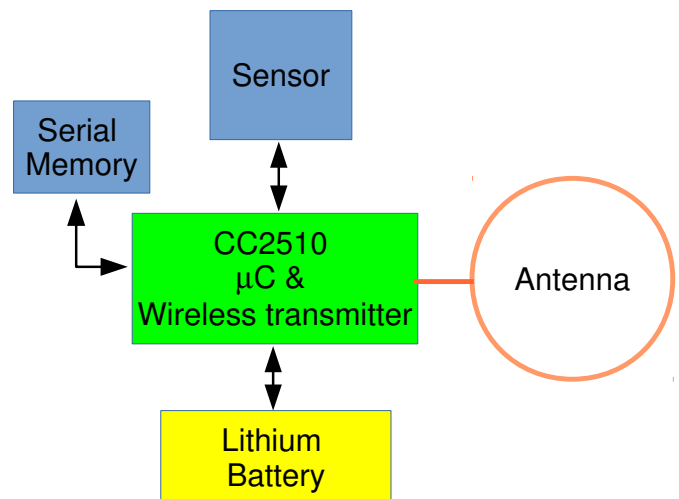 Sensor
Serial
Memory
CC2510
μC &
Wireless transmitter
Antenna
Lithium
Battery